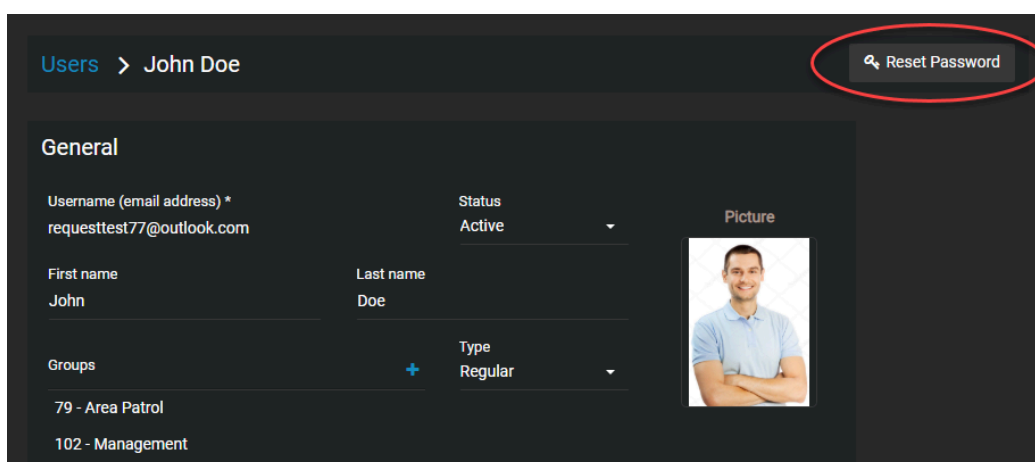 Users > John Doe
Reset Password
General
Username (email address) *
requesttest77@outlook.com
Status
Active
Picture
First name
John
Last name
Doe
Groups
Type
Regular
79 - Area Patrol
102 - Management